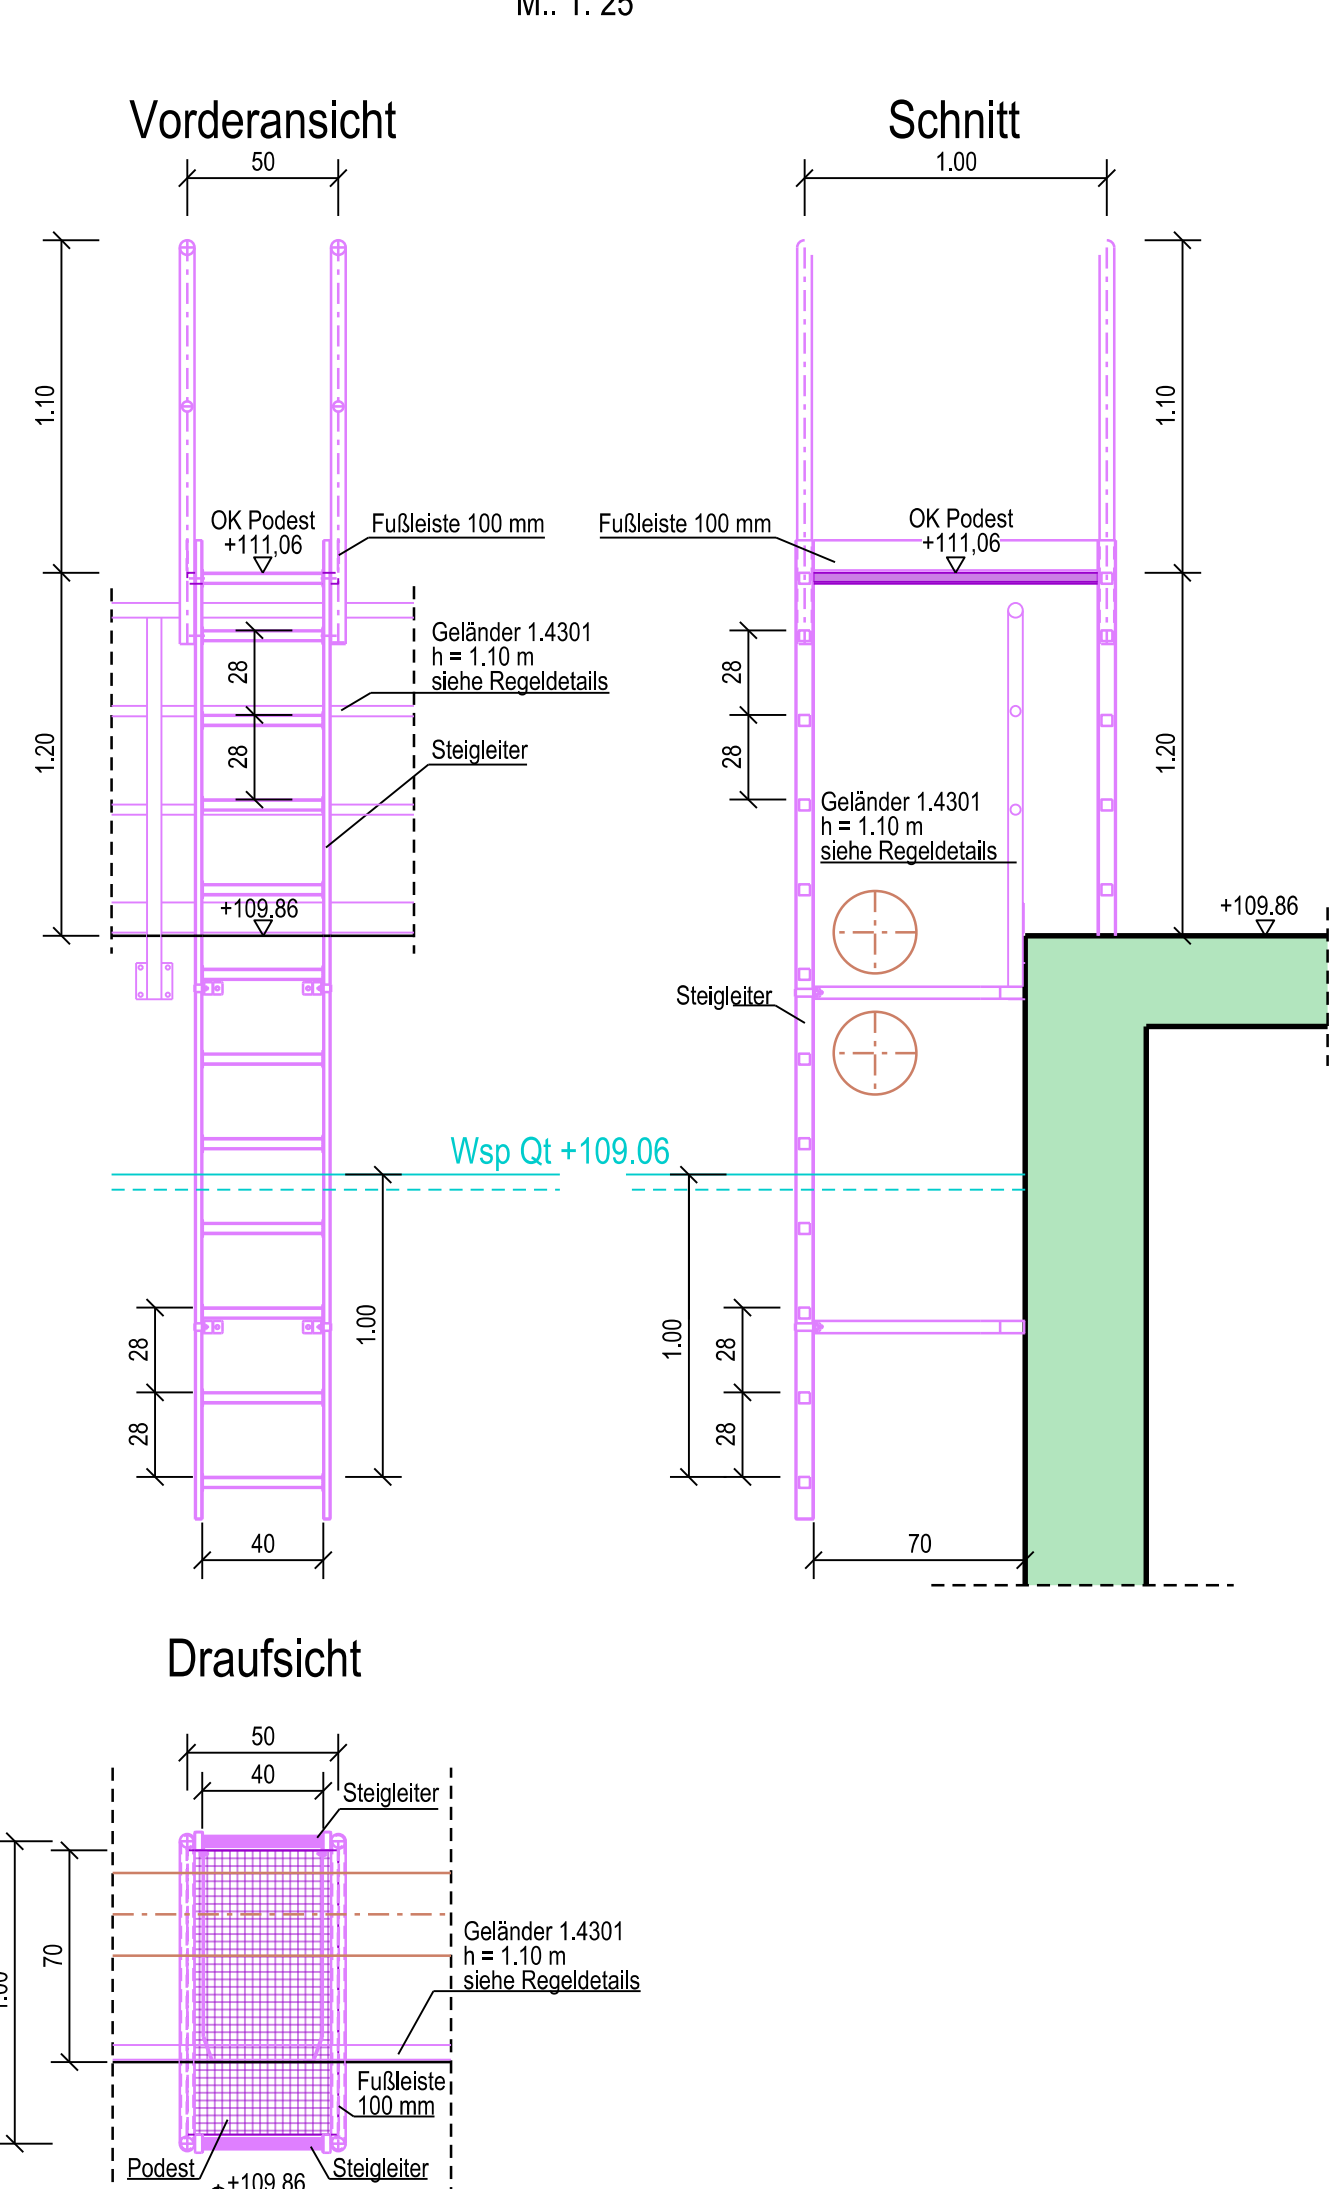 M.: 1: 25
Vorderansicht
50
1.10
OK Podest
+111,06
Fußleiste 100 mm
28
28
Geländer 1.4301
h = 1.10 m
siehe Regeldetails
1.20
Steigleiter
+109.86
Wsp Qt +109.06
28
28
1.00
40
Schnitt
1.00
Fußleiste 100 mm
OK Podest
+111,06
1.10
28
28
Geländer 1.4301
h = 1.10 m
siehe Regeldetails
1.20
+109.86
Steigleiter
1.00
28
28
70
Draufsicht
50
40
Steigleiter
70
1.00
Geländer 1.4301
h = 1.10 m
siehe Regeldetails
Fußleiste
100 mm
Podest
Steigleiter
+109.86